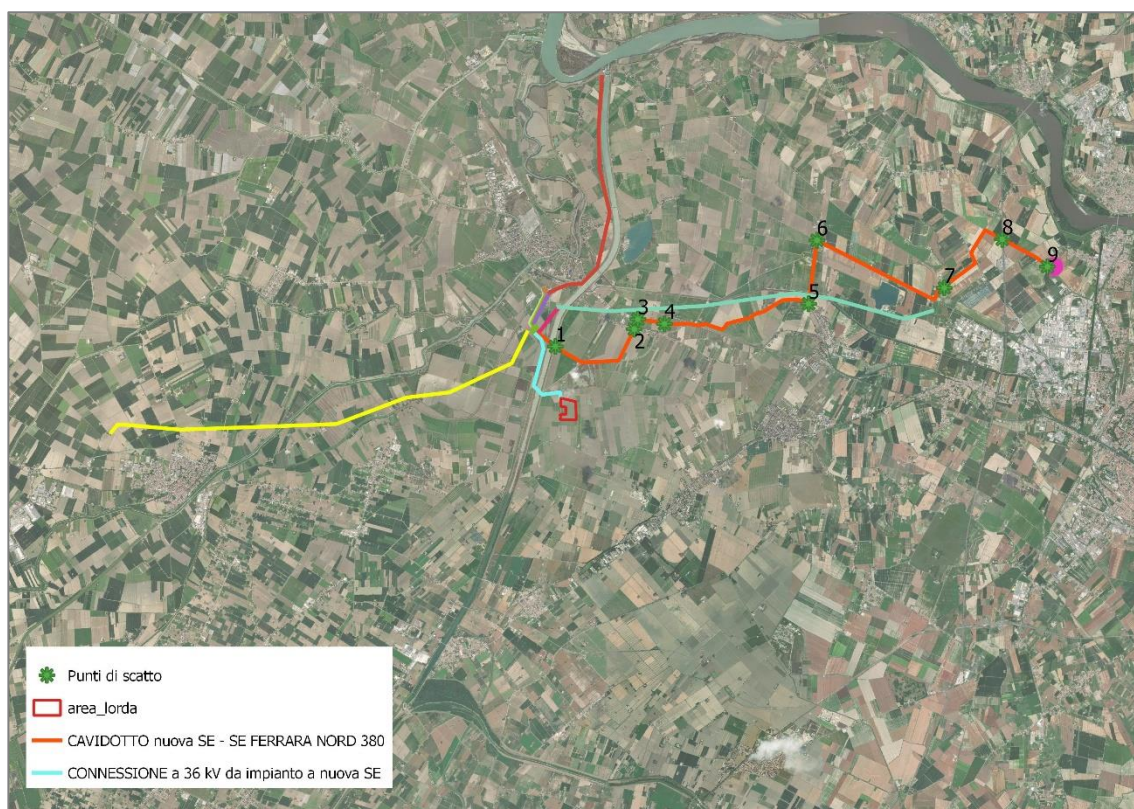 6
8
9
7
5
3
4
2
1
Punti di scatto
area_lorda
CAVIDOTTO nuova SE - SE FERRARA NORD 380
CONNESSIONE a 36 kV da impianto a nuova SE